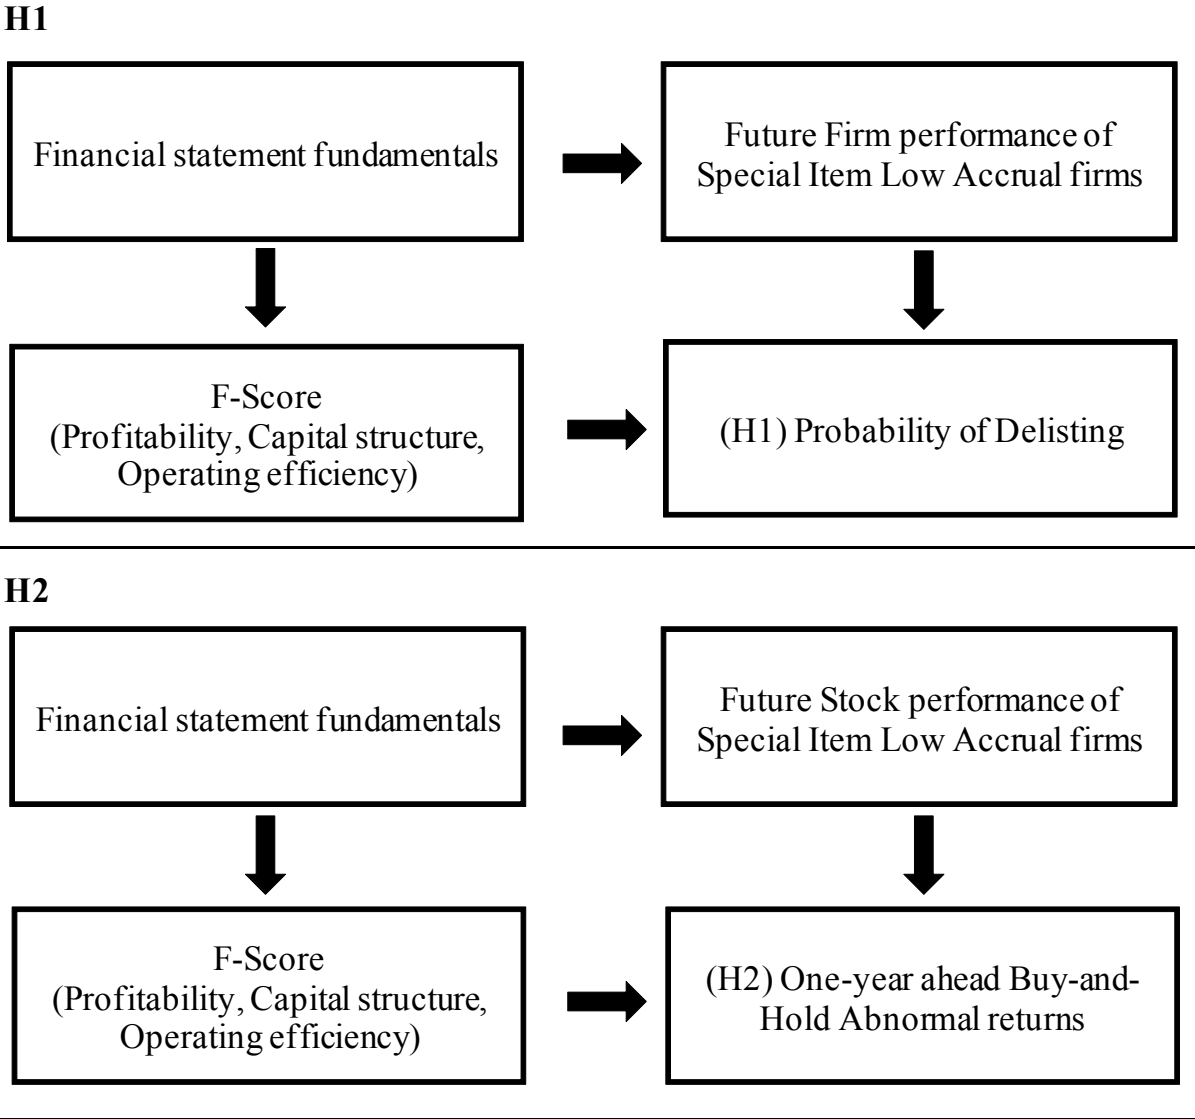 H1
Financial statement fundamentals
Future Firm performance of
Special Item Low Accrual firms
F-Score
(Profitability, Capital structure,
Operating efficiency)
(H1) Probability of Delisting
H2
Financial statement fundamentals
Future Stock performance of
Special Item Low Accrual firms
F-Score
(Profitability, Capital structure,
Operating efficiency)
(H2) One-year ahead Buy-and-
Hold Abnormal returns